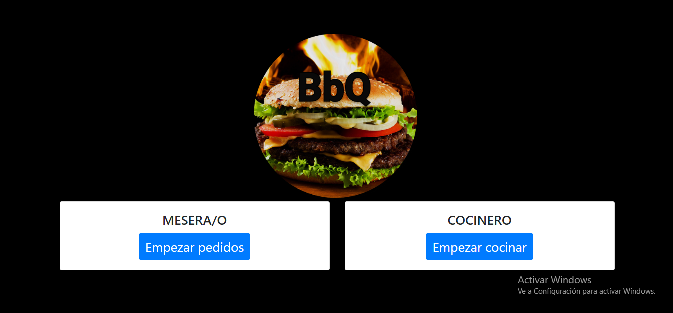 BbQ
MESERA/O
Empezar pedidos
COCINERO
Empezar cocinar
Activar Windows
Ve a Configuración para activar Windows.